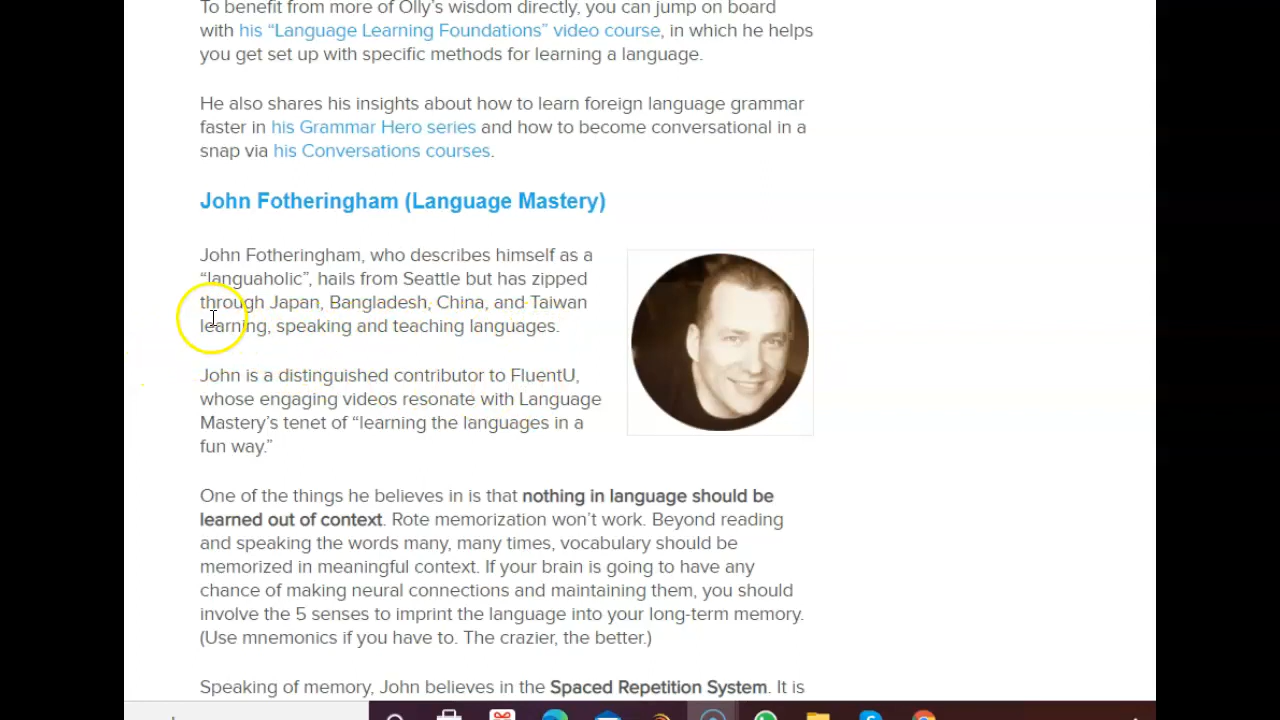 To benefit from more of Olly’s wisdom directly, you can jump on board
with his “Language Learning Foundations” video course, in which he helps
you get set up with specific methods for learning a language.
He also shares his insights about how to learn foreign language grammar
faster in his Grammar Hero series and how to become conversational in a
snap via his Conversations courses.
John Fotheringham (Language Mastery)
John Fotheringham, who describes himself as a
“languaholic”, hails from Seattle but has zipped
through Japan, Bangladesh, China, and Taiwan
learning, speaking and teaching languages.
John is a distinguished contributor to FluentU,
whose engaging videos resonate with Language
Mastery’s tenet of “learning the languages in a
fun way.”
One of the things he believes in is that nothing in language should be
learned out of context. Rote memorization won’t work. Beyond reading
and speaking the words many, many times, vocabulary should be
memorized in meaningful context. If your brain is going to have any
chance of making neural connections and maintaining them, you should
involve the 5 senses to imprint the language into your long-term memory.
(Use mnemonics if you have to. The crazier, the better.)
Speaking of memory, John believes in the Spaced Repetition System. It is